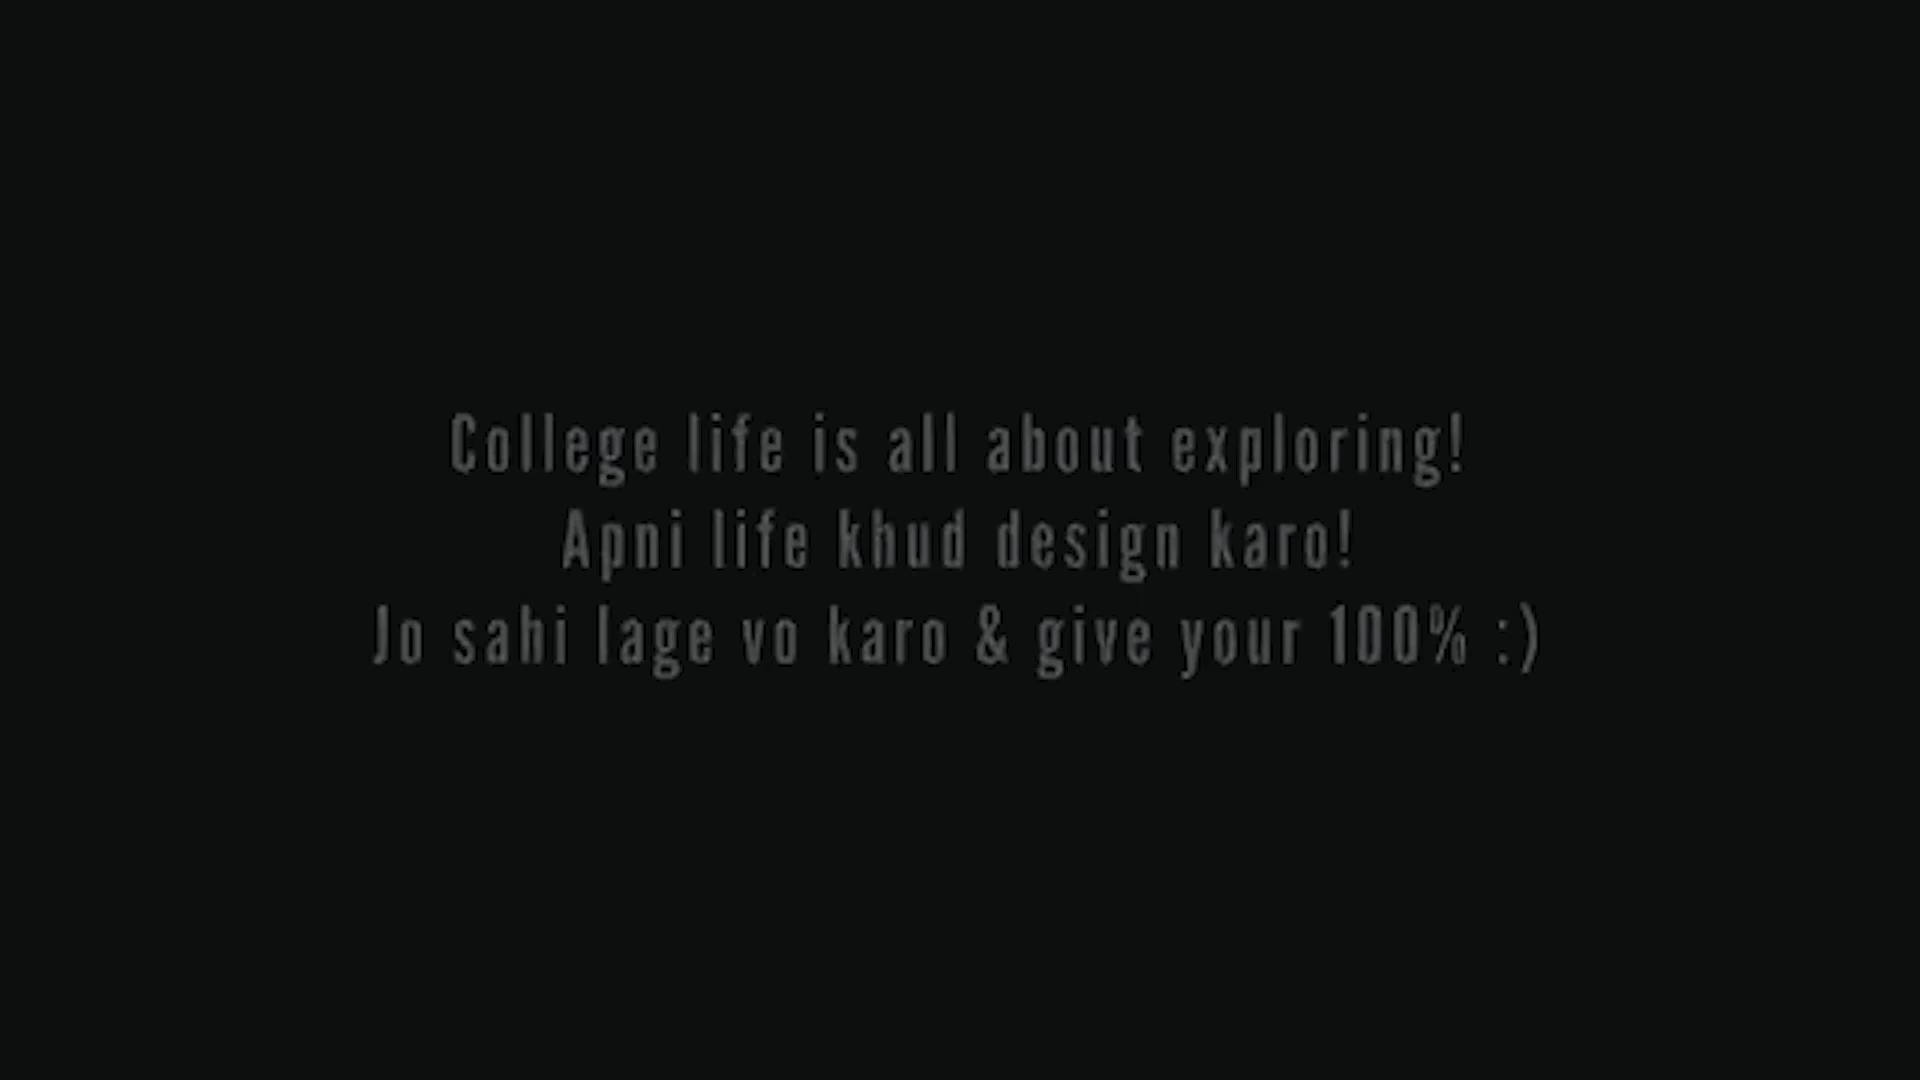 College life is all about exploring!
Apni life khud design karo!
Jo sahi lage vo karo & give your 100% :)